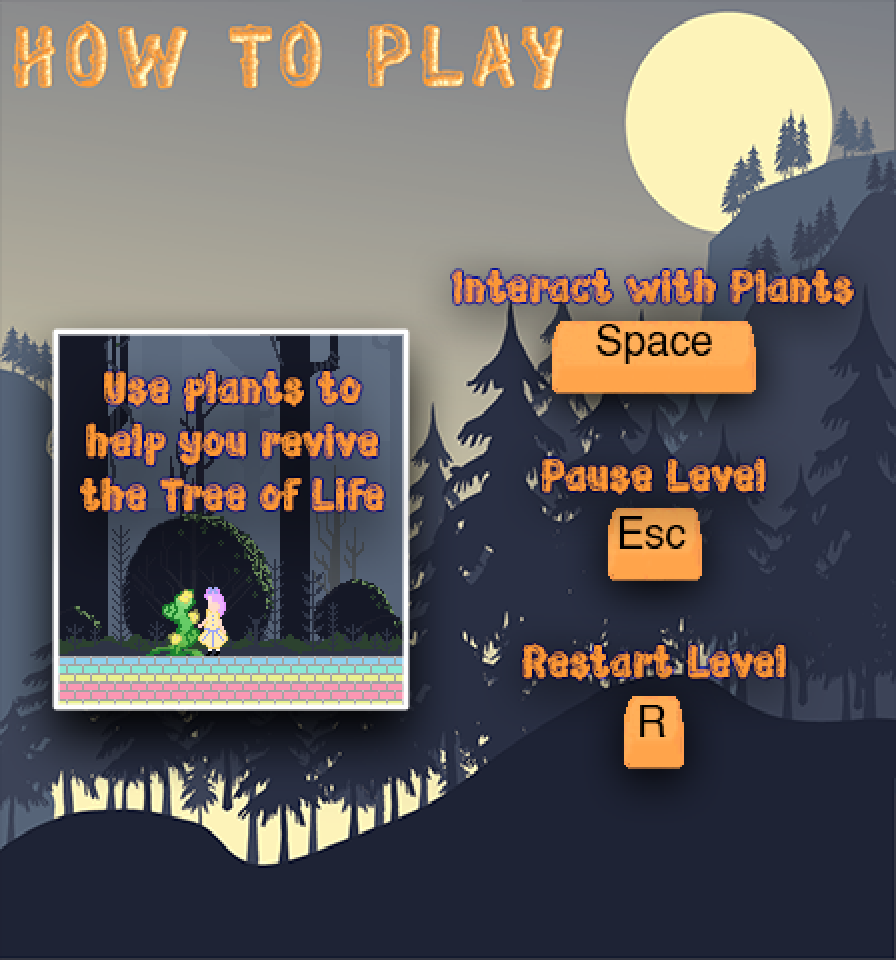 HOW TO PLAY
Interact with Plants
Space
Use plants to
help you revive
the Tree of Life
Pause Level
Esc
Restart Level
R